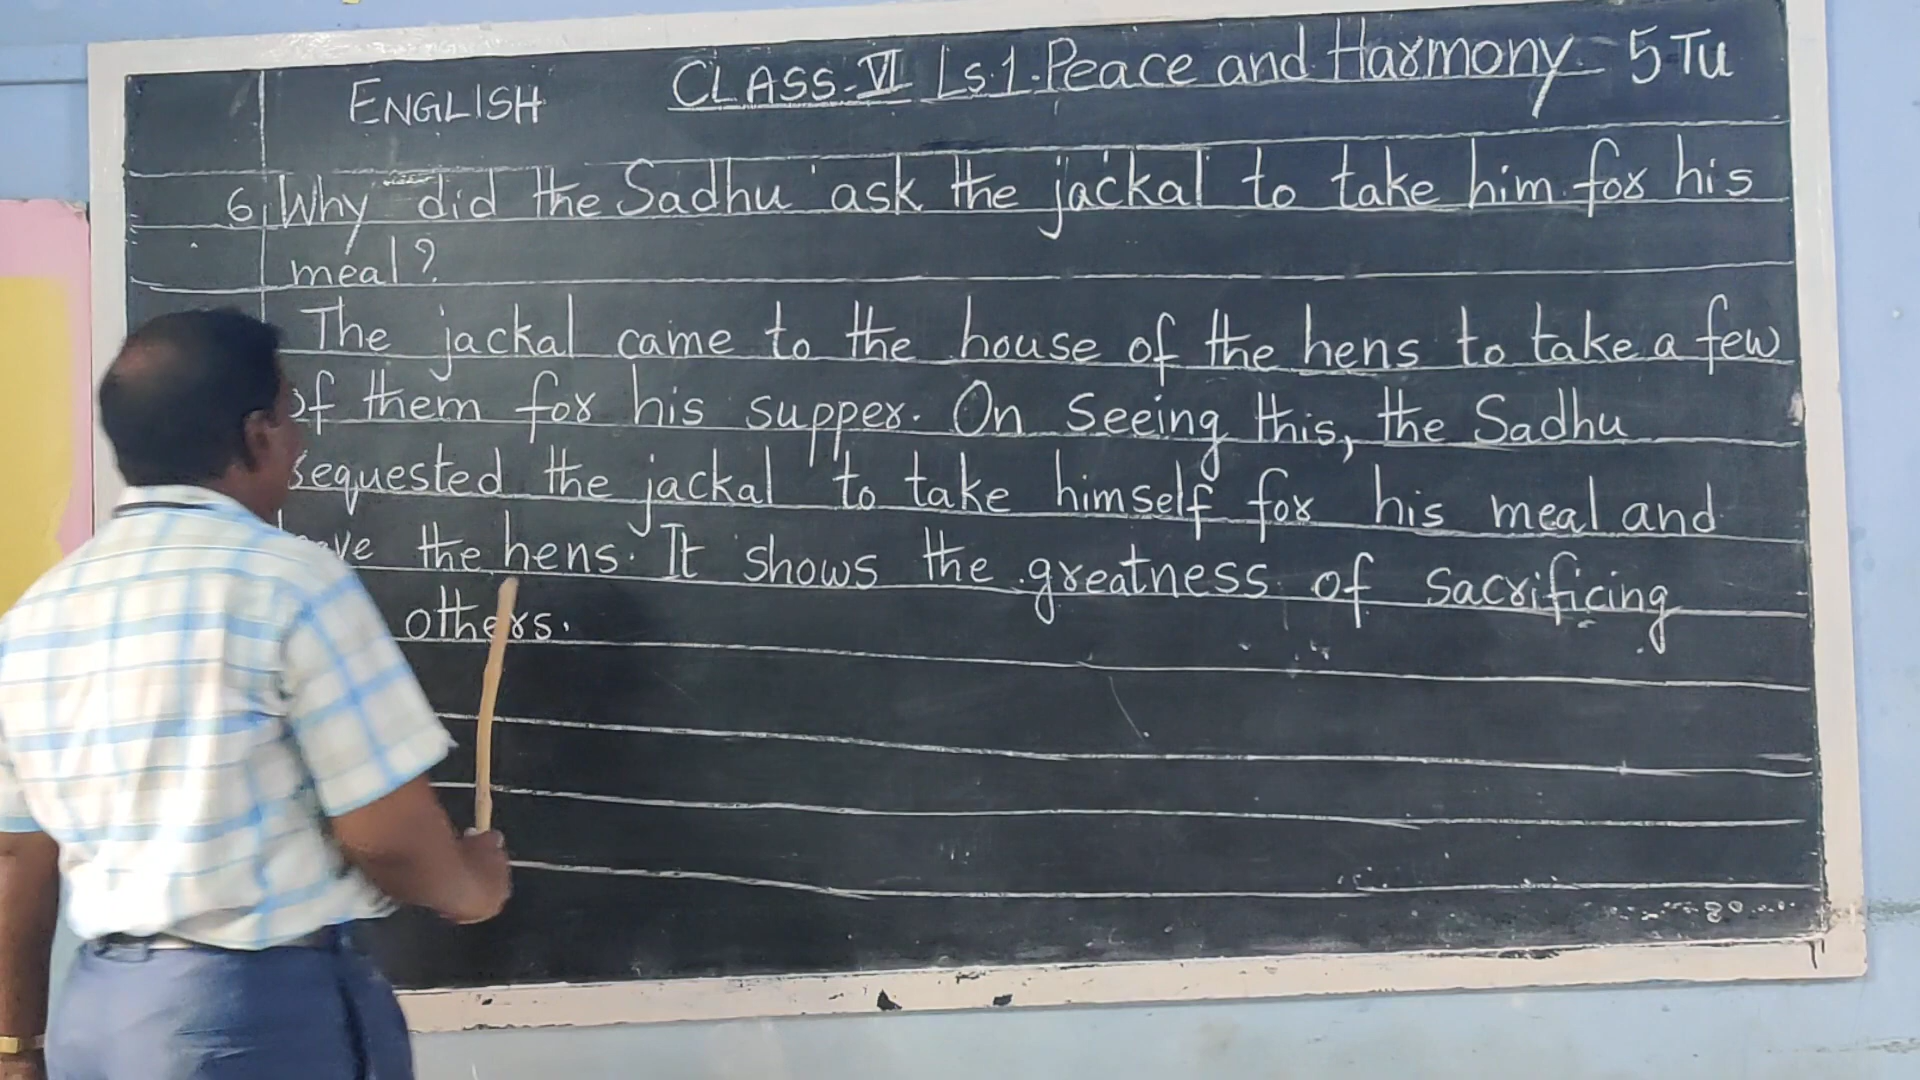 ENGLISH CLASS-VI Ls.1.Peace and Harmony 5 Tu
6, Why did the Sadhu ask the jackal to take him for his
meal?
The jackal came to the house of the hens to take a few
of them for his supper. On seeing this, the Sadhu
requested the jackal to take himself for his meal and
the hens. It shows the greatness of sacrificing
others.